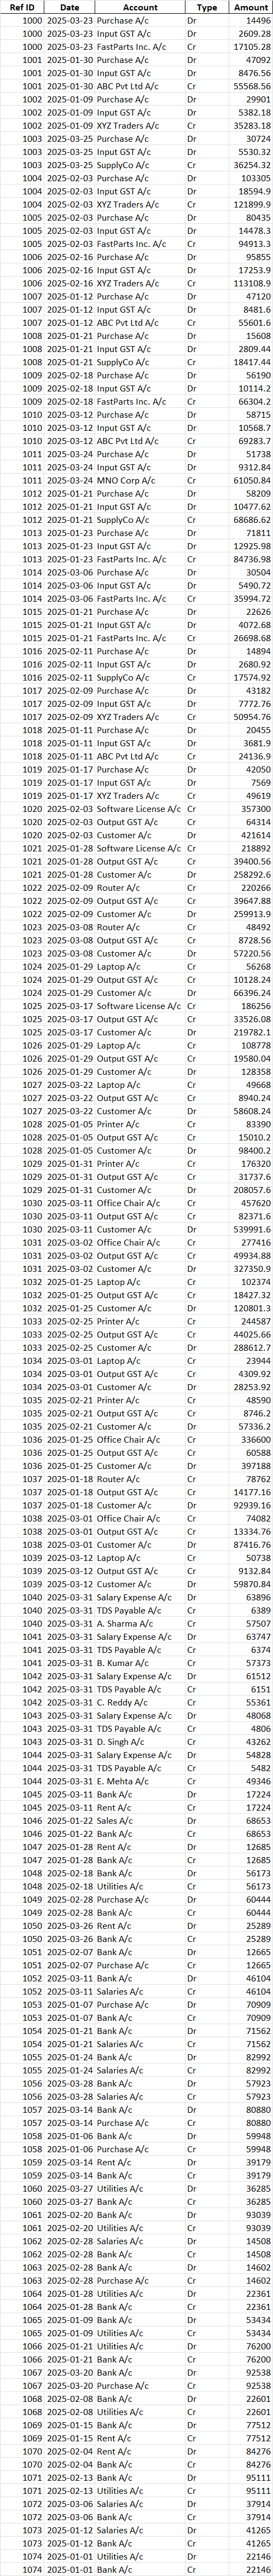 Ref ID Date Account Type Amount
1000 2025-03-23 Purchase A/c Dr 14496
1000 2025-03-23 Input GST A/c Dr 2609.28
1000 2025-03-23 FastParts Inc. A/c Cr 17105.28
1001 2025-01-30 Purchase A/c Dr 47092
1001 2025-01-30 Input GST A/c Dr 8476.56
1001 2025-01-30 ABC Pvt Ltd A/c Cr 55568.56
1002 2025-01-09 Purchase A/c Dr 29901
1002 2025-01-09 Input GST A/c Dr 5382.18
1002 2025-01-09 XYZ Traders A/c Cr 35283.18
1003 2025-03-25 Purchase A/c Dr 30724
1003 2025-03-25 Input GST A/c Dr 5530.32
1003 2025-03-25 SupplyCo A/c Cr 36254.32
1004 2025-02-03 Purchase A/c Dr 103305
1004 2025-02-03 Input GST A/c Dr 18594.9
1004 2025-02-03 XYZ Traders A/c Cr 121899.9
1005 2025-02-03 Purchase A/c Dr 80435
1005 2025-02-03 Input GST A/c Dr 14478.3
1005 2025-02-03 FastParts Inc. A/c Cr 94913.3
1006 2025-02-16 Purchase A/c Dr 95855
1006 2025-02-16 Input GST A/c Dr 17253.9
1006 2025-02-16 XYZ Traders A/c Cr 113108.9
1007 2025-01-12 Purchase A/c Dr 47120
1007 2025-01-12 Input GST A/c Dr 8481.6
1007 2025-01-12 ABC Pvt Ltd A/c Cr 55601.6
1008 2025-01-21 Purchase A/c Dr 15608
1008 2025-01-21 Input GST A/c Dr 2809.44
1008 2025-01-21 SupplyCo A/c Cr 18417.44
1009 2025-02-18 Purchase A/c Dr 56190
1009 2025-02-18 Input GST A/c Dr 10114.2
1009 2025-02-18 FastParts Inc. A/c Cr 66304.2
1010 2025-03-12 Purchase A/c Dr 58715
1010 2025-03-12 Input GST A/c Dr 10568.7
1010 2025-03-12 ABC Pvt Ltd A/c Cr 69283.7
1011 2025-03-24 Purchase A/c Dr 51738
1011 2025-03-24 Input GST A/c Dr 9312.84
1011 2025-03-24 MNO Corp A/c Cr 61050.84
1012 2025-01-21 Purchase A/c Dr 58209
1012 2025-01-21 Input GST A/c Dr 10477.62
1012 2025-01-21 SupplyCo A/c Cr 68686.62
1013 2025-01-23 Purchase A/c Dr 71811
1013 2025-01-23 Input GST A/c Dr 12925.98
1013 2025-01-23 FastParts Inc. A/c Cr 84736.98
1014 2025-03-06 Purchase A/c Dr 30504
1014 2025-03-06 Input GST A/c Dr 5490.72
1014 2025-03-06 FastParts Inc. A/c Cr 35994.72
1015 2025-01-21 Purchase A/c Dr 22626
1015 2025-01-21 Input GST A/c Dr 4072.68
1015 2025-01-21 FastParts Inc. A/c Cr 26698.68
1016 2025-02-11 Purchase A/c Dr 14894
1016 2025-02-11 Input GST A/c Dr 2680.92
1016 2025-02-11 SupplyCo A/c Cr 17574.92
1017 2025-02-09 Purchase A/c Dr 43182
1017 2025-02-09 Input GST A/c Dr 7772.76
1017 2025-02-09 XYZ Traders A/c Cr 50954.76
1018 2025-01-11 Purchase A/c Dr 20455
1018 2025-01-11 Input GST A/c Dr 3681.9
1018 2025-01-11 ABC Pvt Ltd A/c Cr 24136.9
1019 2025-01-17 Purchase A/c Dr 42050
1019 2025-01-17 Input GST A/c Dr 7569
1019 2025-01-17 XYZ Traders A/c Cr 49619
1020 2025-02-03 Software License A/c Cr 357300
1020 2025-02-03 Output GST A/c Cr 64314
1020 2025-02-03 Customer A/c Dr 421614
1021 2025-01-28 Software License A/c Cr 218892
1021 2025-01-28 Output GST A/c Cr 39400.56
1021 2025-01-28 Customer A/c Dr 258292.6
1022 2025-02-09 Router A/c Cr 220266
1022 2025-02-09 Output GST A/c Cr 39647.88
1022 2025-02-09 Customer A/c Dr 259913.9
1023 2025-03-08 Router A/c Cr 48492
1023 2025-03-08 Output GST A/c Cr 8728.56
1023 2025-03-08 Customer A/c Dr 57220.56
1024 2025-01-29 Laptop A/c Cr 56268
1024 2025-01-29 Output GST A/c Cr 10128.24
1024 2025-01-29 Customer A/c Dr 66396.24
1025 2025-03-17 Software License A/c Cr 186256
1025 2025-03-17 Output GST A/c Cr 33526.08
1025 2025-03-17 Customer A/c Dr 219782.1
1026 2025-01-29 Laptop A/c Cr 108778
1026 2025-01-29 Output GST A/c Cr 19580.04
1026 2025-01-29 Customer A/c Dr 128358
1027 2025-03-22 Laptop A/c Cr 49668
1027 2025-03-22 Output GST A/c Cr 8940.24
1027 2025-03-22 Customer A/c Dr 58608.24
1028 2025-01-05 Printer A/c Cr 83390
1028 2025-01-05 Output GST A/c Cr 15010.2
1028 2025-01-05 Customer A/c Dr 98400.2
1029 2025-01-31 Printer A/c Cr 176320
1029 2025-01-31 Output GST A/c Cr 31737.6
1029 2025-01-31 Customer A/c Dr 208057.6
1030 2025-03-11 Office Chair A/c Cr 457620
1030 2025-03-11 Output GST A/c Cr 82371.6
1030 2025-03-11 Customer A/c Dr 539991.6
1031 2025-03-02 Office Chair A/c Cr 277416
1031 2025-03-02 Output GST A/c Cr 49934.88
1031 2025-03-02 Customer A/c Dr 327350.9
1032 2025-01-25 Laptop A/c Cr 102374
1032 2025-01-25 Output GST A/c Cr 18427.32
1032 2025-01-25 Customer A/c Dr 120801.3
1033 2025-02-25 Printer A/c Cr 244587
1033 2025-02-25 Output GST A/c Cr 44025.66
1033 2025-02-25 Customer A/c Dr 288612.7
1034 2025-03-01 Laptop A/c Cr 23944
1034 2025-03-01 Output GST A/c Cr 4309.92
1034 2025-03-01 Customer A/c Dr 28253.92
1035 2025-02-21 Printer A/c Cr 48590
1035 2025-02-21 Output GST A/c Cr 8746.2
1035 2025-02-21 Customer A/c Dr 57336.2
1036 2025-01-25 Office Chair A/c Cr 336600
1036 2025-01-25 Output GST A/c Cr 60588
1036 2025-01-25 Customer A/c Dr 397188
1037 2025-01-18 Router A/c Cr 78762
1037 2025-01-18 Output GST A/c Cr 14177.16
1037 2025-01-18 Customer A/c Dr 92939.16
1038 2025-03-01 Office Chair A/c Cr 74082
1038 2025-03-01 Output GST A/c Cr 13334.76
1038 2025-03-01 Customer A/c Dr 87416.76
1039 2025-03-12 Laptop A/c Cr 50738
1039 2025-03-12 Output GST A/c Cr 9132.84
1039 2025-03-12 Customer A/c Dr 59870.84
1040 2025-03-31 Salary Expense A/c Dr 63896
1040 2025-03-31 TDS Payable A/c Cr 6389
1040 2025-03-31 A. Sharma A/c Cr 57507
1041 2025-03-31 Salary Expense A/c Dr 63747
1041 2025-03-31 TDS Payable A/c Cr 6374
1041 2025-03-31 B. Kumar A/c Cr 57373
1042 2025-03-31 Salary Expense A/c Dr 61512
1042 2025-03-31 TDS Payable A/c Cr 6151
1042 2025-03-31 C. Reddy A/c Cr 55361
1043 2025-03-31 Salary Expense A/c Dr 48068
1043 2025-03-31 TDS Payable A/c Cr 4806
1043 2025-03-31 D. Singh A/c Cr 43262
1044 2025-03-31 Salary Expense A/c Dr 54828
1044 2025-03-31 TDS Payable A/c Cr 5482
1044 2025-03-31 E. Mehta A/c Cr 49346
1045 2025-03-11 Bank A/c Dr 17224
1045 2025-03-11 Rent A/c Cr 17224
1046 2025-01-22 Sales A/c Dr 68653
1046 2025-01-22 Bank A/c Cr 68653
1047 2025-01-28 Rent A/c Dr 12685
1047 2025-01-28 Bank A/c Cr 12685
1048 2025-02-18 Bank A/c Dr 56173
1048 2025-02-18 Utilities A/c Cr 56173
1049 2025-02-28 Purchase A/c Dr 60444
1049 2025-02-28 Bank A/c Cr 60444
1050 2025-03-26 Rent A/c Dr 25289
1050 2025-03-26 Bank A/c Cr 25289
1051 2025-02-07 Bank A/c Dr 12665
1051 2025-02-07 Purchase A/c Cr 12665
1052 2025-03-11 Bank A/c Dr 46104
1052 2025-03-11 Salaries A/c Cr 46104
1053 2025-01-07 Purchase A/c Dr 70909
1053 2025-01-07 Bank A/c Cr 70909
1054 2025-01-21 Bank A/c Dr 71562
1054 2025-01-21 Salaries A/c Cr 71562
1055 2025-01-24 Bank A/c Dr 82992
1055 2025-01-24 Salaries A/c Cr 82992
1056 2025-03-28 Bank A/c Dr 57923
1056 2025-03-28 Salaries A/c Cr 57923
1057 2025-03-14 Bank A/c Dr 80880
1057 2025-03-14 Purchase A/c Cr 80880
1058 2025-01-06 Bank A/c Dr 59948
1058 2025-01-06 Purchase A/c Cr 59948
1059 2025-03-14 Rent A/c Dr 39179
1059 2025-03-14 Bank A/c Cr 39179
1060 2025-03-27 Utilities A/c Dr 36285
1060 2025-03-27 Bank A/c Cr 36285
1061 2025-02-20 Bank A/c Dr 93039
1061 2025-02-20 Utilities A/c Cr 93039
1062 2025-02-28 Salaries A/c Dr 14508
1062 2025-02-28 Bank A/c Cr 14508
1063 2025-02-28 Bank A/c Dr 14602
1063 2025-02-28 Purchase A/c Cr 14602
1064 2025-01-28 Utilities A/c Dr 22361
1064 2025-01-28 Bank A/c Cr 22361
1065 2025-01-09 Bank A/c Dr 53434
1065 2025-01-09 Utilities A/c Cr 53434
1066 2025-01-21 Utilities A/c Dr 76200
1066 2025-01-21 Bank A/c Cr 76200
1067 2025-03-20 Bank A/c Dr 92538
1067 2025-03-20 Purchase A/c Cr 92538
1068 2025-02-08 Bank A/c Dr 22601
1068 2025-02-08 Utilities A/c Cr 22601
1069 2025-01-15 Bank A/c Dr 77512
1069 2025-01-15 Rent A/c Cr 77512
1070 2025-02-04 Rent A/c Dr 84276
1070 2025-02-04 Bank A/c Cr 84276
1071 2025-02-13 Bank A/c Dr 95111
1071 2025-02-13 Utilities A/c Cr 95111
1072 2025-03-06 Salaries A/c Dr 37914
1072 2025-03-06 Bank A/c Cr 37914
1073 2025-01-12 Salaries A/c Dr 41265
1073 2025-01-12 Bank A/c Cr 41265
1074 2025-01-01 Utilities A/c Dr 22146
1074 2025-01-01 Bank A/c Cr 22146